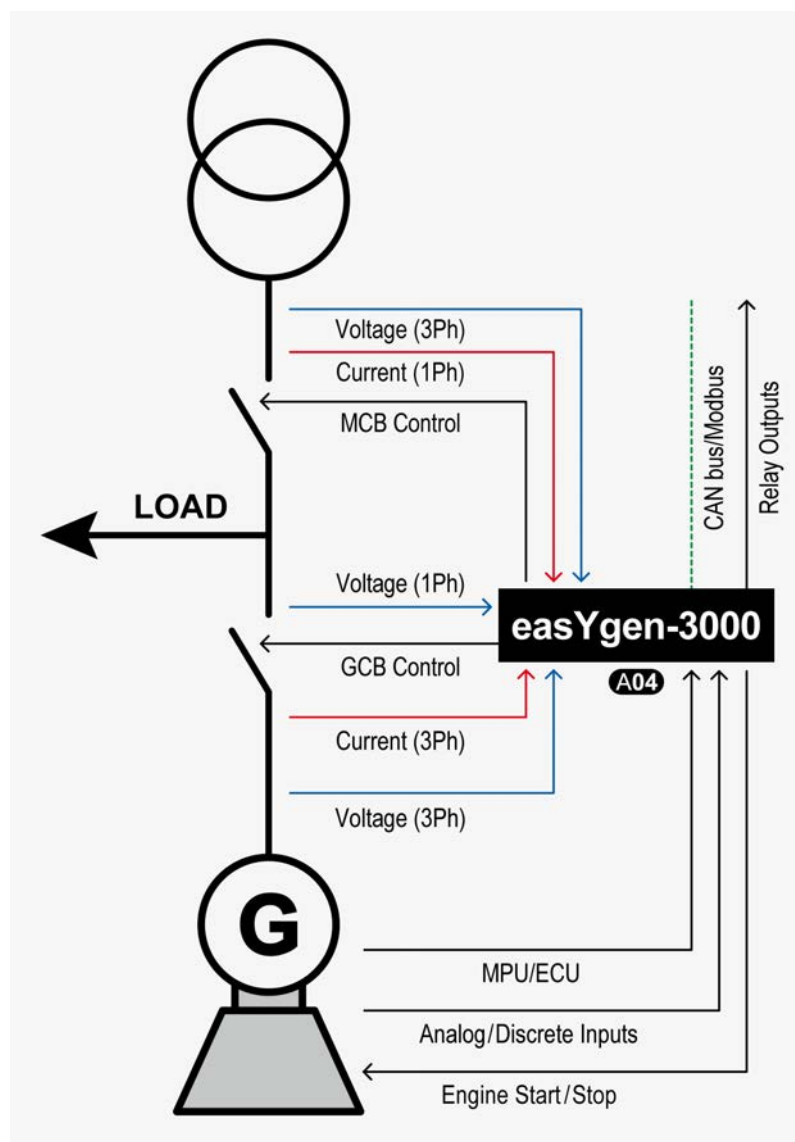 Voltage (3Ph)
Current (1Ph)
MCB Control
CAN bus/Modbus
Relay Outputs
LOAD
Voltage (1Ph)
easYgen-3000
GCB Control
A04
Current (3Ph)
Voltage (3Ph)
G
MPU/ECU
Analog/Discrete Inputs
Engine Start/Stop